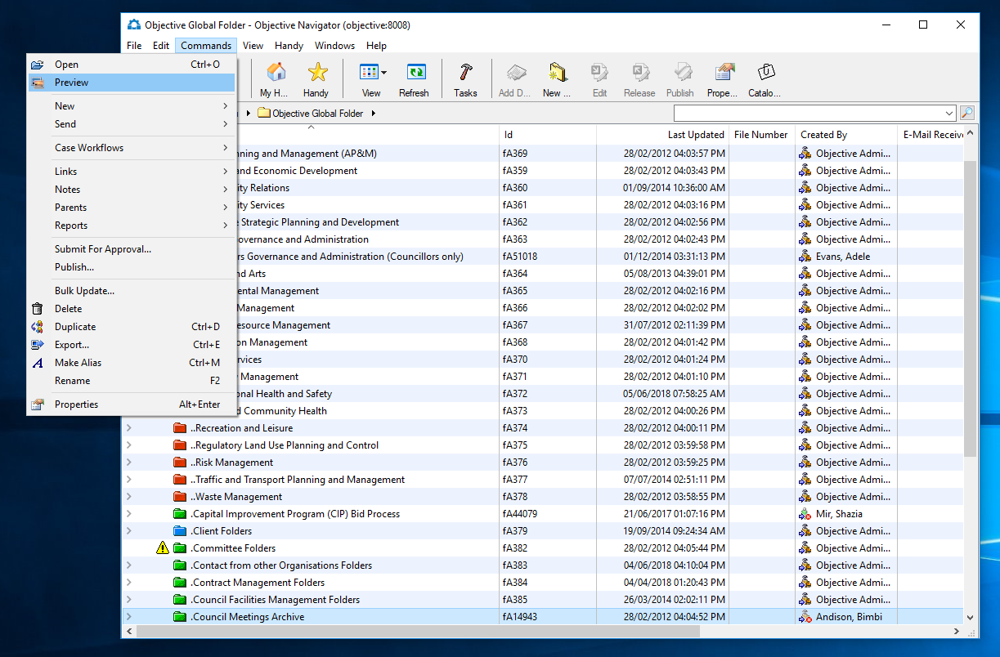 Objective Global Folder - Objective Navigator (objective:8008)
File Edit Commands View Handy Windows Help
Open Ctrl+O
Preview
New
Send
Case Workflows
Links
Notes
Parents
Reports
Submit For Approval...
Publish...
Bulk Update...
Delete
Duplicate Ctrl+D
Export... Ctrl+E
Make Alias Ctrl+M
Rename F2
Properties Alt+Enter
My H... Handy View Refresh Tasks Add D... New ... Edit Release Publish Prope... Catalo...
Objective Global Folder
Id Last Updated File Number Created By E-Mail Receive
nning and Management (AP&M) fA369 28/02/2012 04:03:57 PM Objective Admi...
and Economic Development fA359 28/02/2012 04:03:43 PM Objective Admi...
ity Relations fA360 01/09/2014 10:36:00 AM Objective Admi...
ity Services fA361 28/02/2012 04:03:16 PM Objective Admi...
e Strategic Planning and Development fA362 28/02/2012 04:02:56 PM Objective Admi...
overnance and Administration fA363 28/02/2012 04:02:43 PM Objective Admi...
rs Governance and Administration (Councillors only) fA51018 01/12/2014 03:31:13 PM Evans, Adele
nd Arts fA364 05/08/2013 04:39:01 PM Objective Admi...
ental Management fA365 28/02/2012 04:02:16 PM Objective Admi...
Management fA366 28/02/2012 04:02:02 PM Objective Admi...
esource Management fA367 31/07/2012 02:11:39 PM Objective Admi...
on Management fA368 28/02/2012 04:01:42 PM Objective Admi...
ervices fA370 28/02/2012 04:01:24 PM Objective Admi...
Management fA371 28/02/2012 04:01:10 PM Objective Admi...
onal Health and Safety fA372 05/06/2018 07:58:25 AM Objective Admi...
d Community Health fA373 28/02/2012 04:00:26 PM Objective Admi...
..Recreation and Leisure fA374 28/02/2012 04:00:11 PM Objective Admi...
..Regulatory Land Use Planning and Control fA375 28/02/2012 03:59:58 PM Objective Admi...
..Risk Management fA376 28/02/2012 03:59:25 PM Objective Admi...
..Traffic and Transport Planning and Management fA377 07/07/2014 02:51:11 PM Objective Admi...
..Waste Management fA378 28/02/2012 03:58:55 PM Objective Admi...
.Capital Improvement Program (CIP) Bid Process fA44079 21/06/2017 01:07:16 PM Mir, Shazia
.Client Folders fA379 19/09/2014 09:24:34 AM Objective Admi...
.Committee Folders fA382 28/02/2012 04:05:44 PM Objective Admi...
.Contact from other Organisations Folders fA383 04/06/2018 04:10:04 PM Objective Admi...
.Contract Management Folders fA384 04/04/2018 01:20:43 PM Objective Admi...
.Council Facilities Management Folders fA385 26/03/2014 02:02:11 PM Objective Admi...
.Council Meetings Archive fA14943 28/02/2012 04:04:52 PM Andison, Bimbi